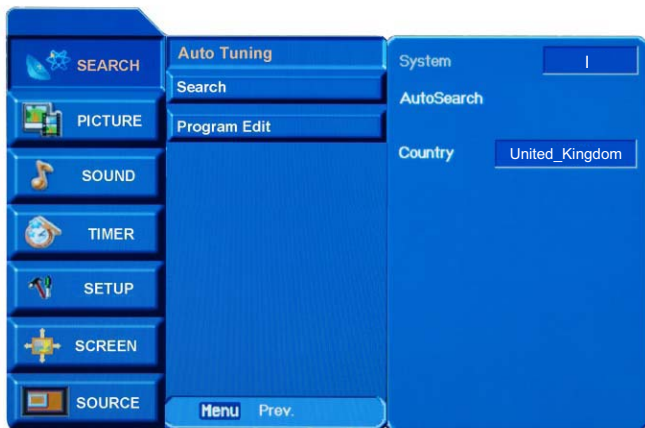 SEARCH
PICTURE
SOUND
TIMER
SETUP
SCREEN
SOURCE
Auto Tuning
Search
Program Edit
Menu Prev.
System I
AutoSearch
Country United_Kingdom